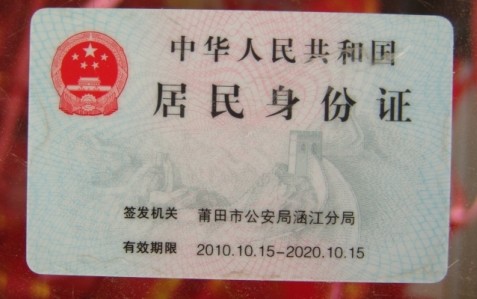 中华人民共和国
居民身份证
签发机关 莆田市公安局涵江分局
有效期限 2010.10.15-2020.10.15